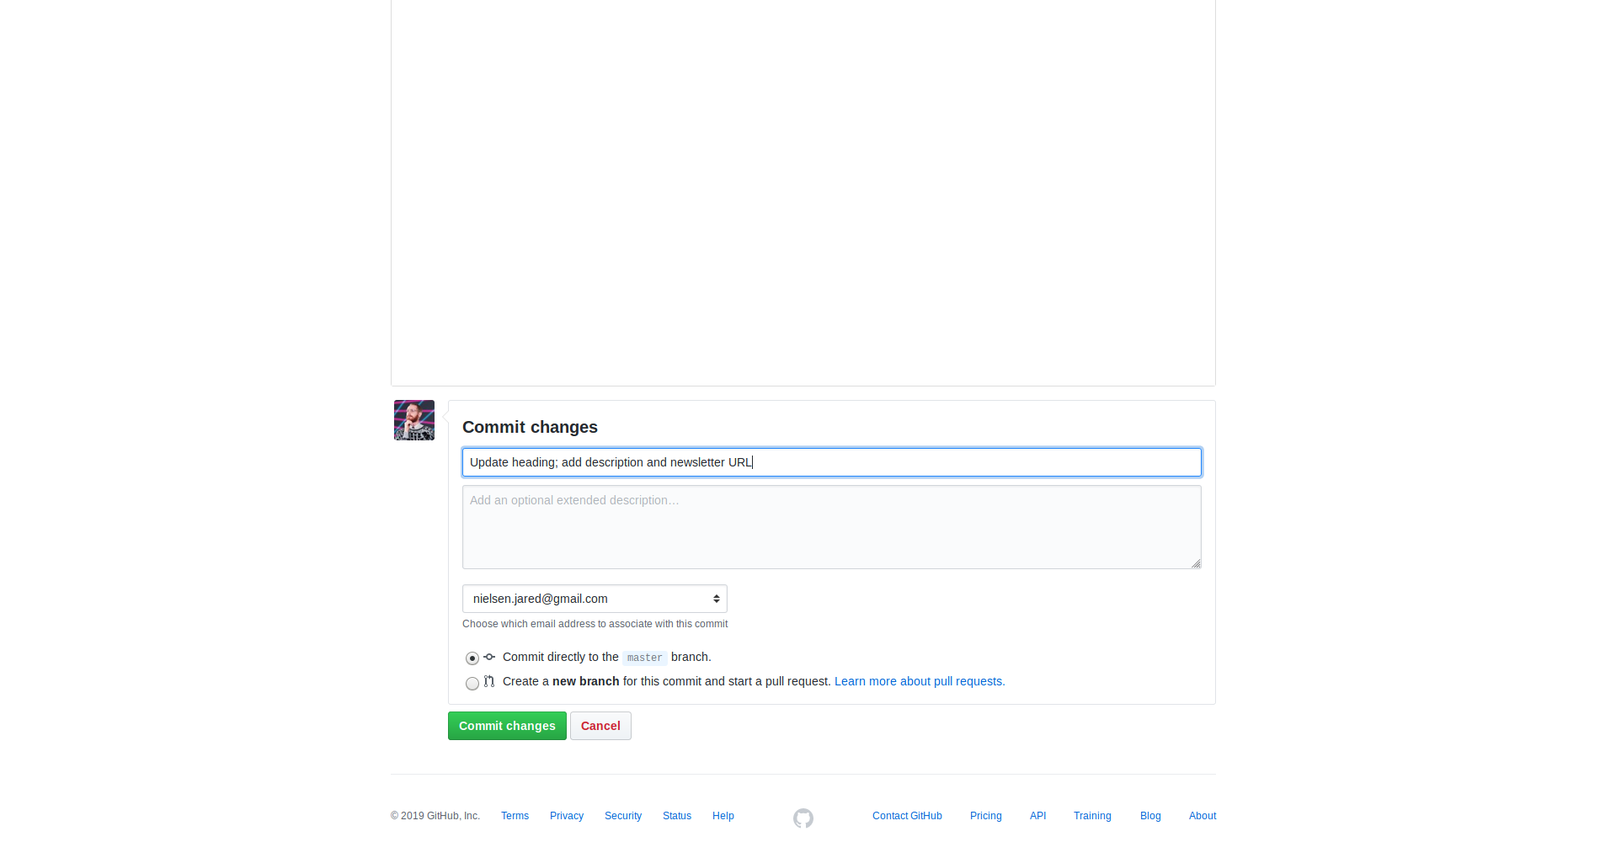 Commit changes
Update heading; add description and newsletter URL
Add an optional extended description…
nielsen.jared@gmail.com
Choose which email address to associate with this commit
Commit directly to the master branch.
Create a new branch for this commit and start a pull request. Learn more about pull requests.
Commit changes Cancel
© 2019 GitHub, Inc. Terms Privacy Security Status Help Contact GitHub Pricing API Training Blog About